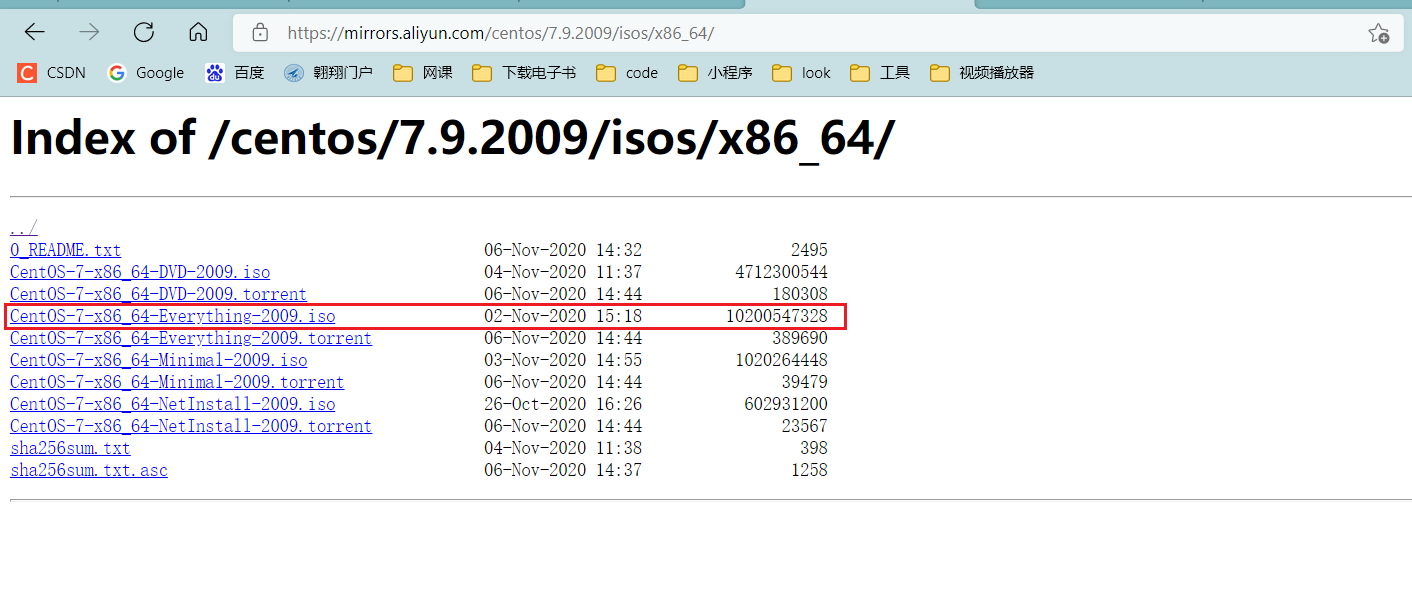 https://mirrors.aliyun.com/centos/7.9.2009/isos/x86_64/
CSDN Google 百度 翱翔门户 网课 下载电子书 code 小程序 look 工具 视频播放器
Index of /centos/7.9.2009/isos/x86_64/
../
0_README.txt 06-Nov-2020 14:32 2495
CentOS-7-x86_64-DVD-2009.iso 04-Nov-2020 11:37 4712300544
CentOS-7-x86_64-DVD-2009.torrent 06-Nov-2020 14:44 180308
CentOS-7-x86_64-Everything-2009.iso 02-Nov-2020 15:18 10200547328
CentOS-7-x86_64-Everything-2009.torrent 06-Nov-2020 14:44 389690
CentOS-7-x86_64-Minimal-2009.iso 03-Nov-2020 14:55 1020264448
CentOS-7-x86_64-Minimal-2009.torrent 06-Nov-2020 14:44 39479
CentOS-7-x86_64-NetInstall-2009.iso 26-Oct-2020 16:26 602931200
CentOS-7-x86_64-NetInstall-2009.torrent 06-Nov-2020 14:44 23567
sha256sum.txt 04-Nov-2020 11:38 398
sha256sum.txt.asc 06-Nov-2020 14:37 1258